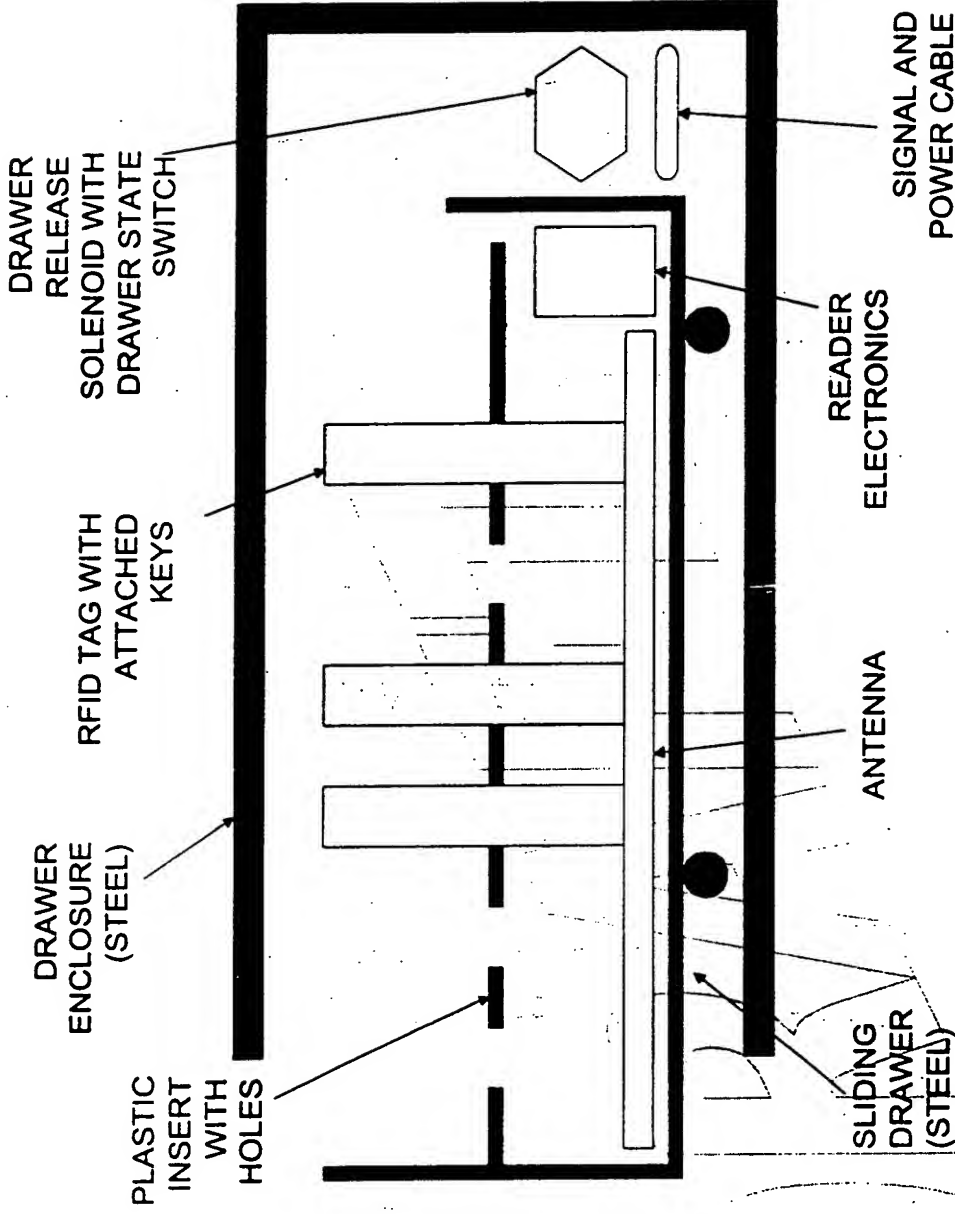 DRAWER
RELEASE
SOLENOID WITH
DRAWER STATE
SWITCH
RFID TAG WITH
ATTACHED
KEYS
DRAWER
ENCLOSURE
(STEEL)
PLASTIC
INSERT
WITH
HOLES
SIGNAL AND
POWER CABLE
READER
ELECTRONICS
ANTENNA
SLIDING
DRAWER
(STEEL)